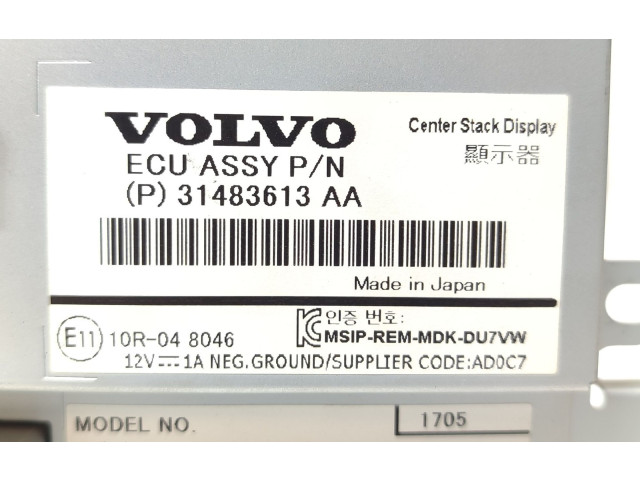 VOLVO
Center Stack Display
顯示器
ECU ASSY P/N
(P) 31483613 AA
Made in Japan
E11 10R-04 8046
인증 번호:
MSIP-REM-MDK-DU7VW
12V⎓1A NEG.GROUND/SUPPLIER CODE:AD0C7
MODEL NO. 1705